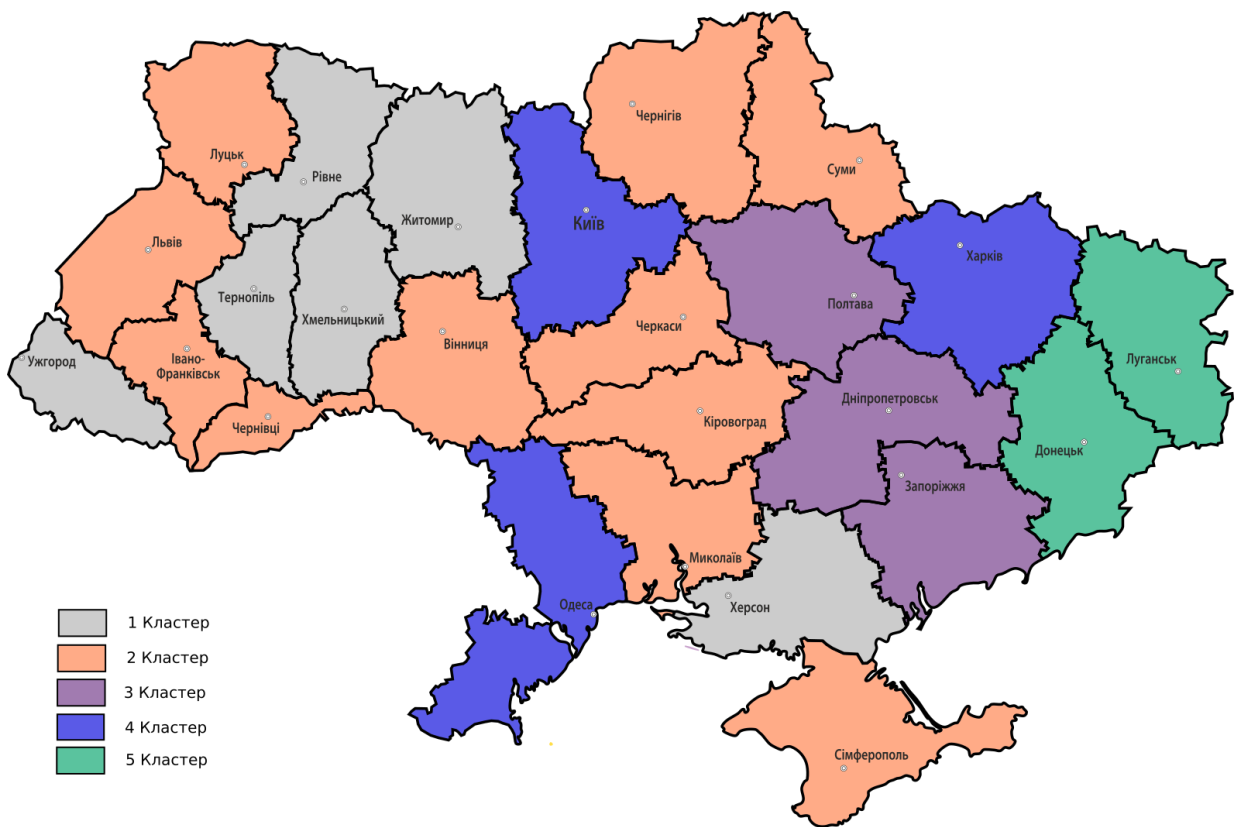 Чернігів
Луцьк
Суми
Рівне
Житомир
Київ
Львів
Харків
Тернопіль
Полтава
Хмельницький
Черкаси
Вінниця
Ужгород
Івано-
Франківськ
Луганськ
Дніпропетровськ
Кіровоград
Чернівці
Донецьк
Запоріжжя
Миколаїв
Одеса
Херсон
Сімферополь
1 Кластер
2 Кластер
3 Кластер
4 Кластер
5 Кластер